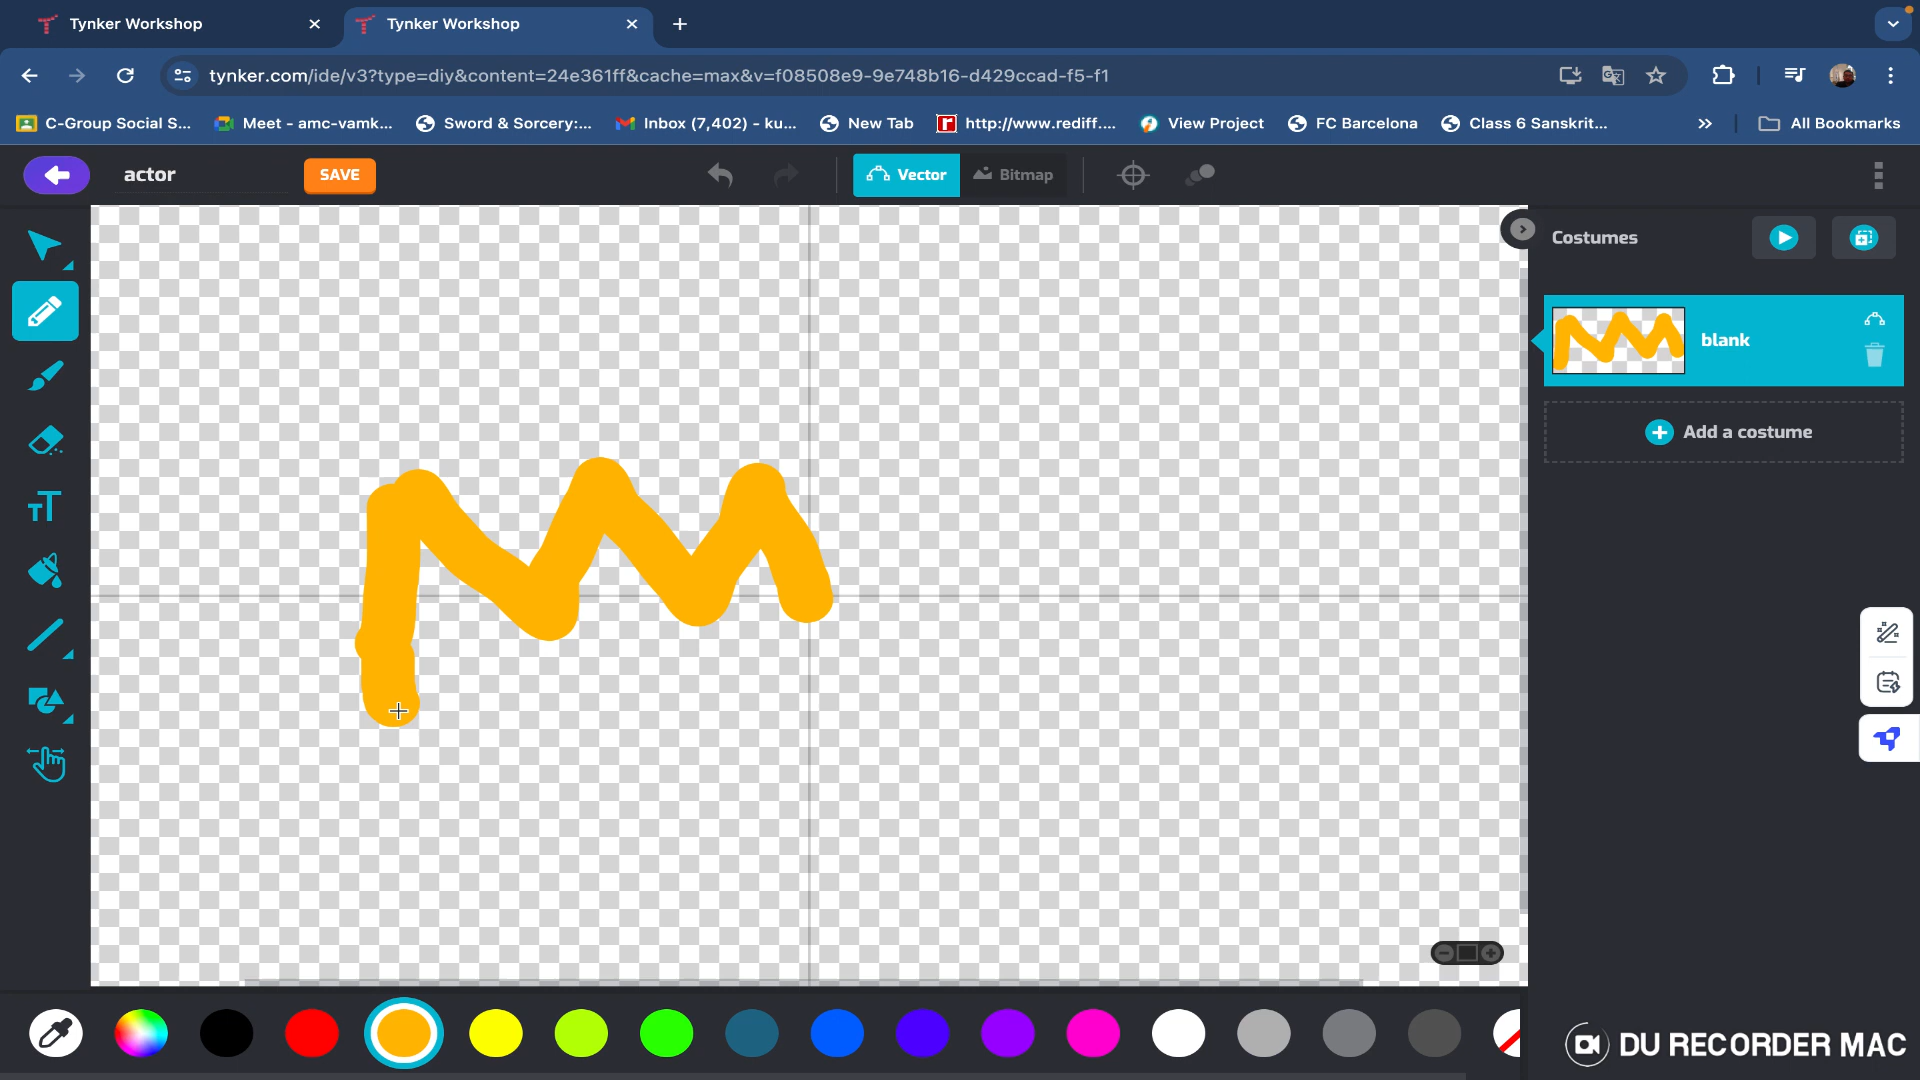 Tynker Workshop
Tynker Workshop
tynker.com/ide/v3?type=diy&content=24e361ff&cache=max&v=f08508e9-9e748b16-d429ccad-f5-f1
C-Group Social S... Meet - amc-vamk... Sword & Sorcery:... Inbox (7,402) - ku... New Tab http://www.rediff.... View Project FC Barcelona Class 6 Sanskrit... » All Bookmarks
actor SAVE Vector Bitmap
Costumes
blank
Add a costume
TT
DU RECORDER MAC